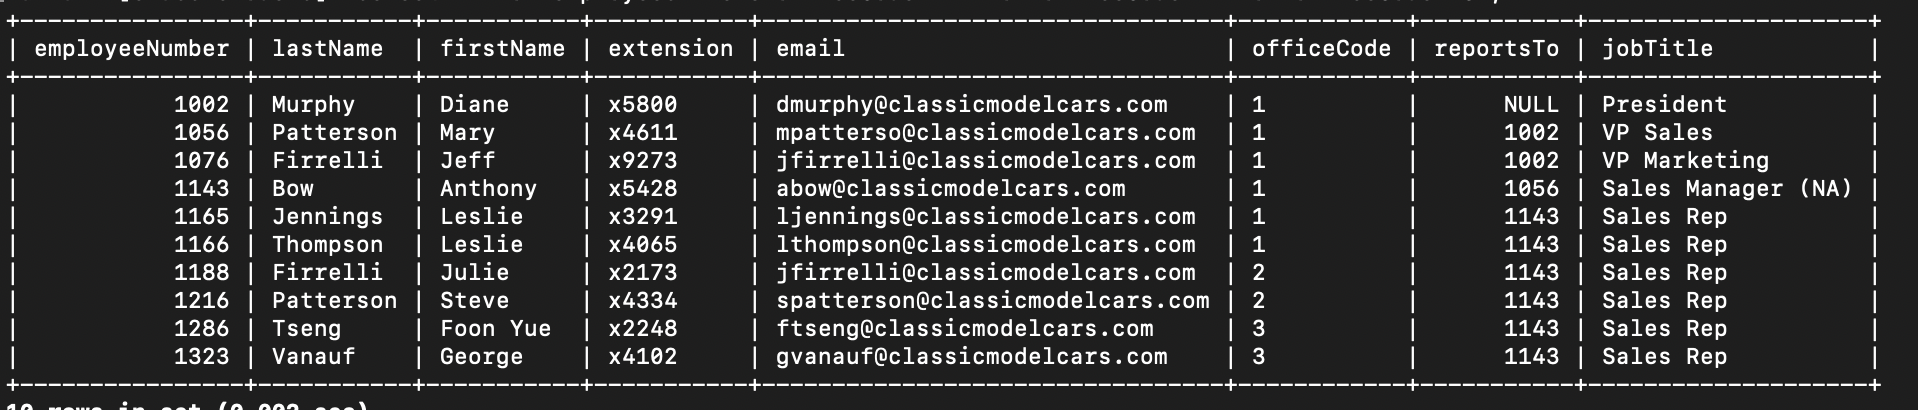 +----------------+-----------+-----------+-----------+---------------------------------+------------+-----------+--------------------+
| employeeNumber | lastName | firstName | extension | email | officeCode | reportsTo | jobTitle |
+----------------+-----------+-----------+-----------+---------------------------------+------------+-----------+--------------------+
| 1002 | Murphy | Diane | x5800 | dmurphy@classicmodelcars.com | 1 | NULL | President |
| 1056 | Patterson | Mary | x4611 | mpatterso@classicmodelcars.com | 1 | 1002 | VP Sales |
| 1076 | Firrelli | Jeff | x9273 | jfirrelli@classicmodelcars.com | 1 | 1002 | VP Marketing |
| 1143 | Bow | Anthony | x5428 | abow@classicmodelcars.com | 1 | 1056 | Sales Manager (NA) |
| 1165 | Jennings | Leslie | x3291 | ljennings@classicmodelcars.com | 1 | 1143 | Sales Rep |
| 1166 | Thompson | Leslie | x4065 | lthompson@classicmodelcars.com | 1 | 1143 | Sales Rep |
| 1188 | Firrelli | Julie | x2173 | jfirrelli@classicmodelcars.com | 2 | 1143 | Sales Rep |
| 1216 | Patterson | Steve | x4334 | spatterson@classicmodelcars.com | 2 | 1143 | Sales Rep |
| 1286 | Tseng | Foon Yue | x2248 | ftseng@classicmodelcars.com | 3 | 1143 | Sales Rep |
| 1323 | Vanauf | George | x4102 | gvanauf@classicmodelcars.com | 3 | 1143 | Sales Rep |
+----------------+-----------+-----------+-----------+---------------------------------+------------+-----------+--------------------+
10 rows in set